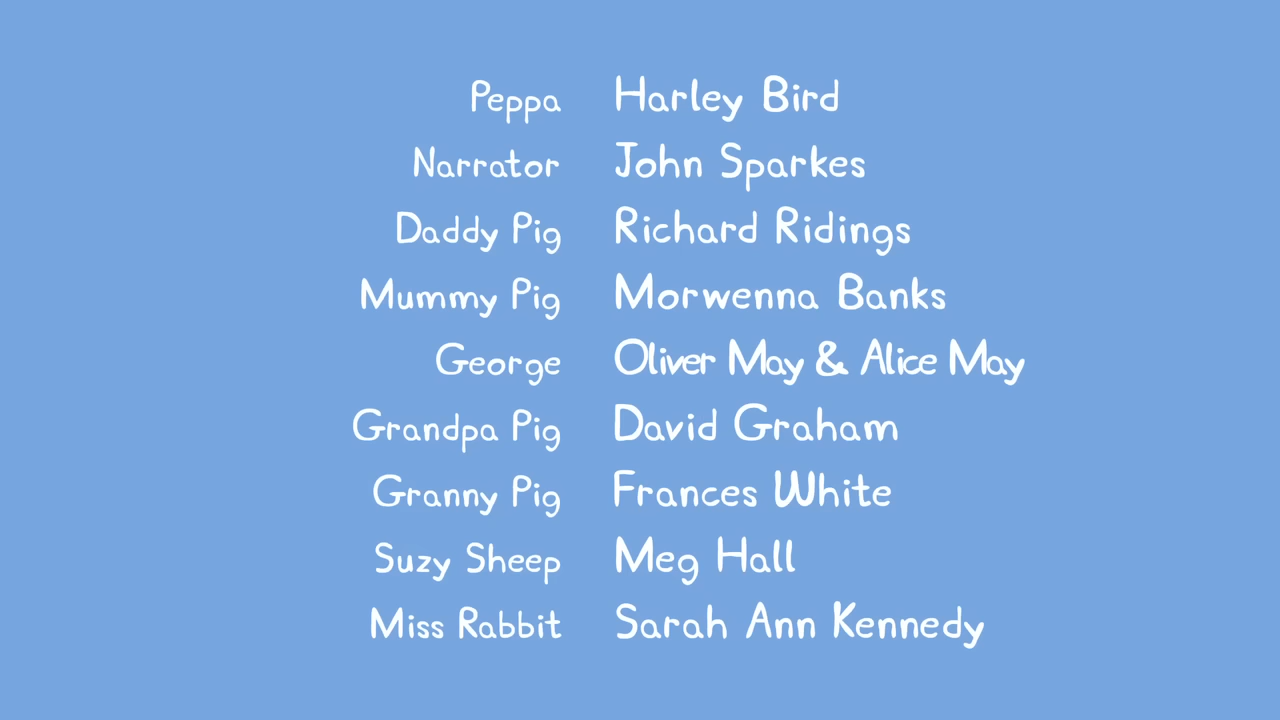 Peppa Harley Bird
Narrator John Sparkes
Daddy Pig Richard Ridings
Mummy Pig Morwenna Banks
George Oliver May & Alice May
Grandpa Pig David Graham
Granny Pig Frances White
Suzy Sheep Meg Hall
Miss Rabbit Sarah Ann Kennedy